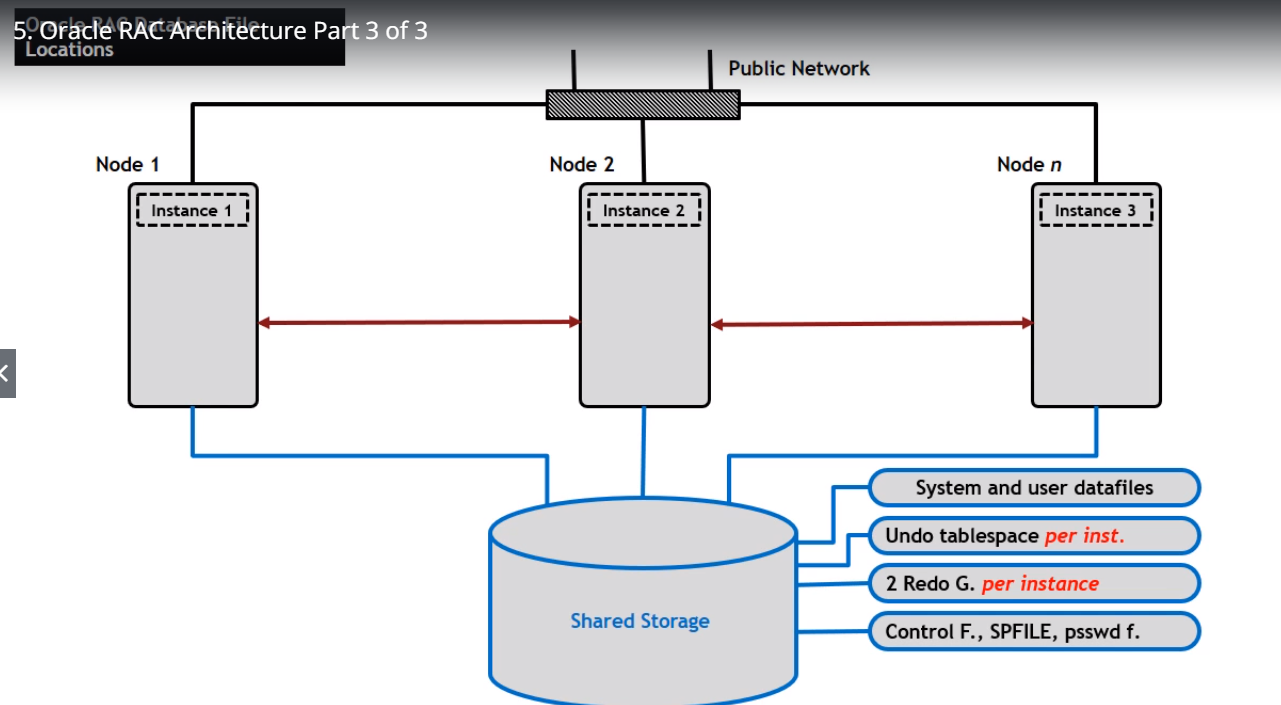 Oracle RAC Database File
5. Oracle RAC Architecture Part 3 of 3
Locations
Public Network
Node 1
Node 2
Node n
Instance 1
Instance 2
Instance 3
System and user datafiles
Undo tablespace per inst.
2 Redo G. per instance
Shared Storage
Control F., SPFILE, psswd f.